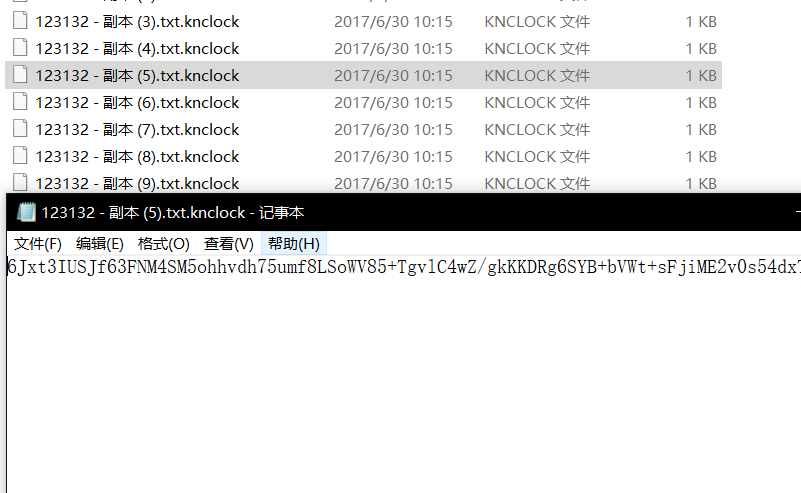 123132 - 副本 (3).txt.knclock 2017/6/30 10:15 KNCLOCK 文件 1 KB
123132 - 副本 (4).txt.knclock 2017/6/30 10:15 KNCLOCK 文件 1 KB
123132 - 副本 (5).txt.knclock 2017/6/30 10:15 KNCLOCK 文件 1 KB
123132 - 副本 (6).txt.knclock 2017/6/30 10:15 KNCLOCK 文件 1 KB
123132 - 副本 (7).txt.knclock 2017/6/30 10:15 KNCLOCK 文件 1 KB
123132 - 副本 (8).txt.knclock 2017/6/30 10:15 KNCLOCK 文件 1 KB
123132 - 副本 (9).txt.knclock 2017/6/30 10:15 KNCLOCK 文件 1 KB
123132 - 副本 (5).txt.knclock - 记事本
文件(F) 编辑(E) 格式(O) 查看(V) 帮助(H)
6Jxt3IUSJf63FNM4SM5ohhvdh75umf8LSoWV85+TgvlC4wZ/gkKKDRg6SYB+bVWt+sFjiME2v0s54dx